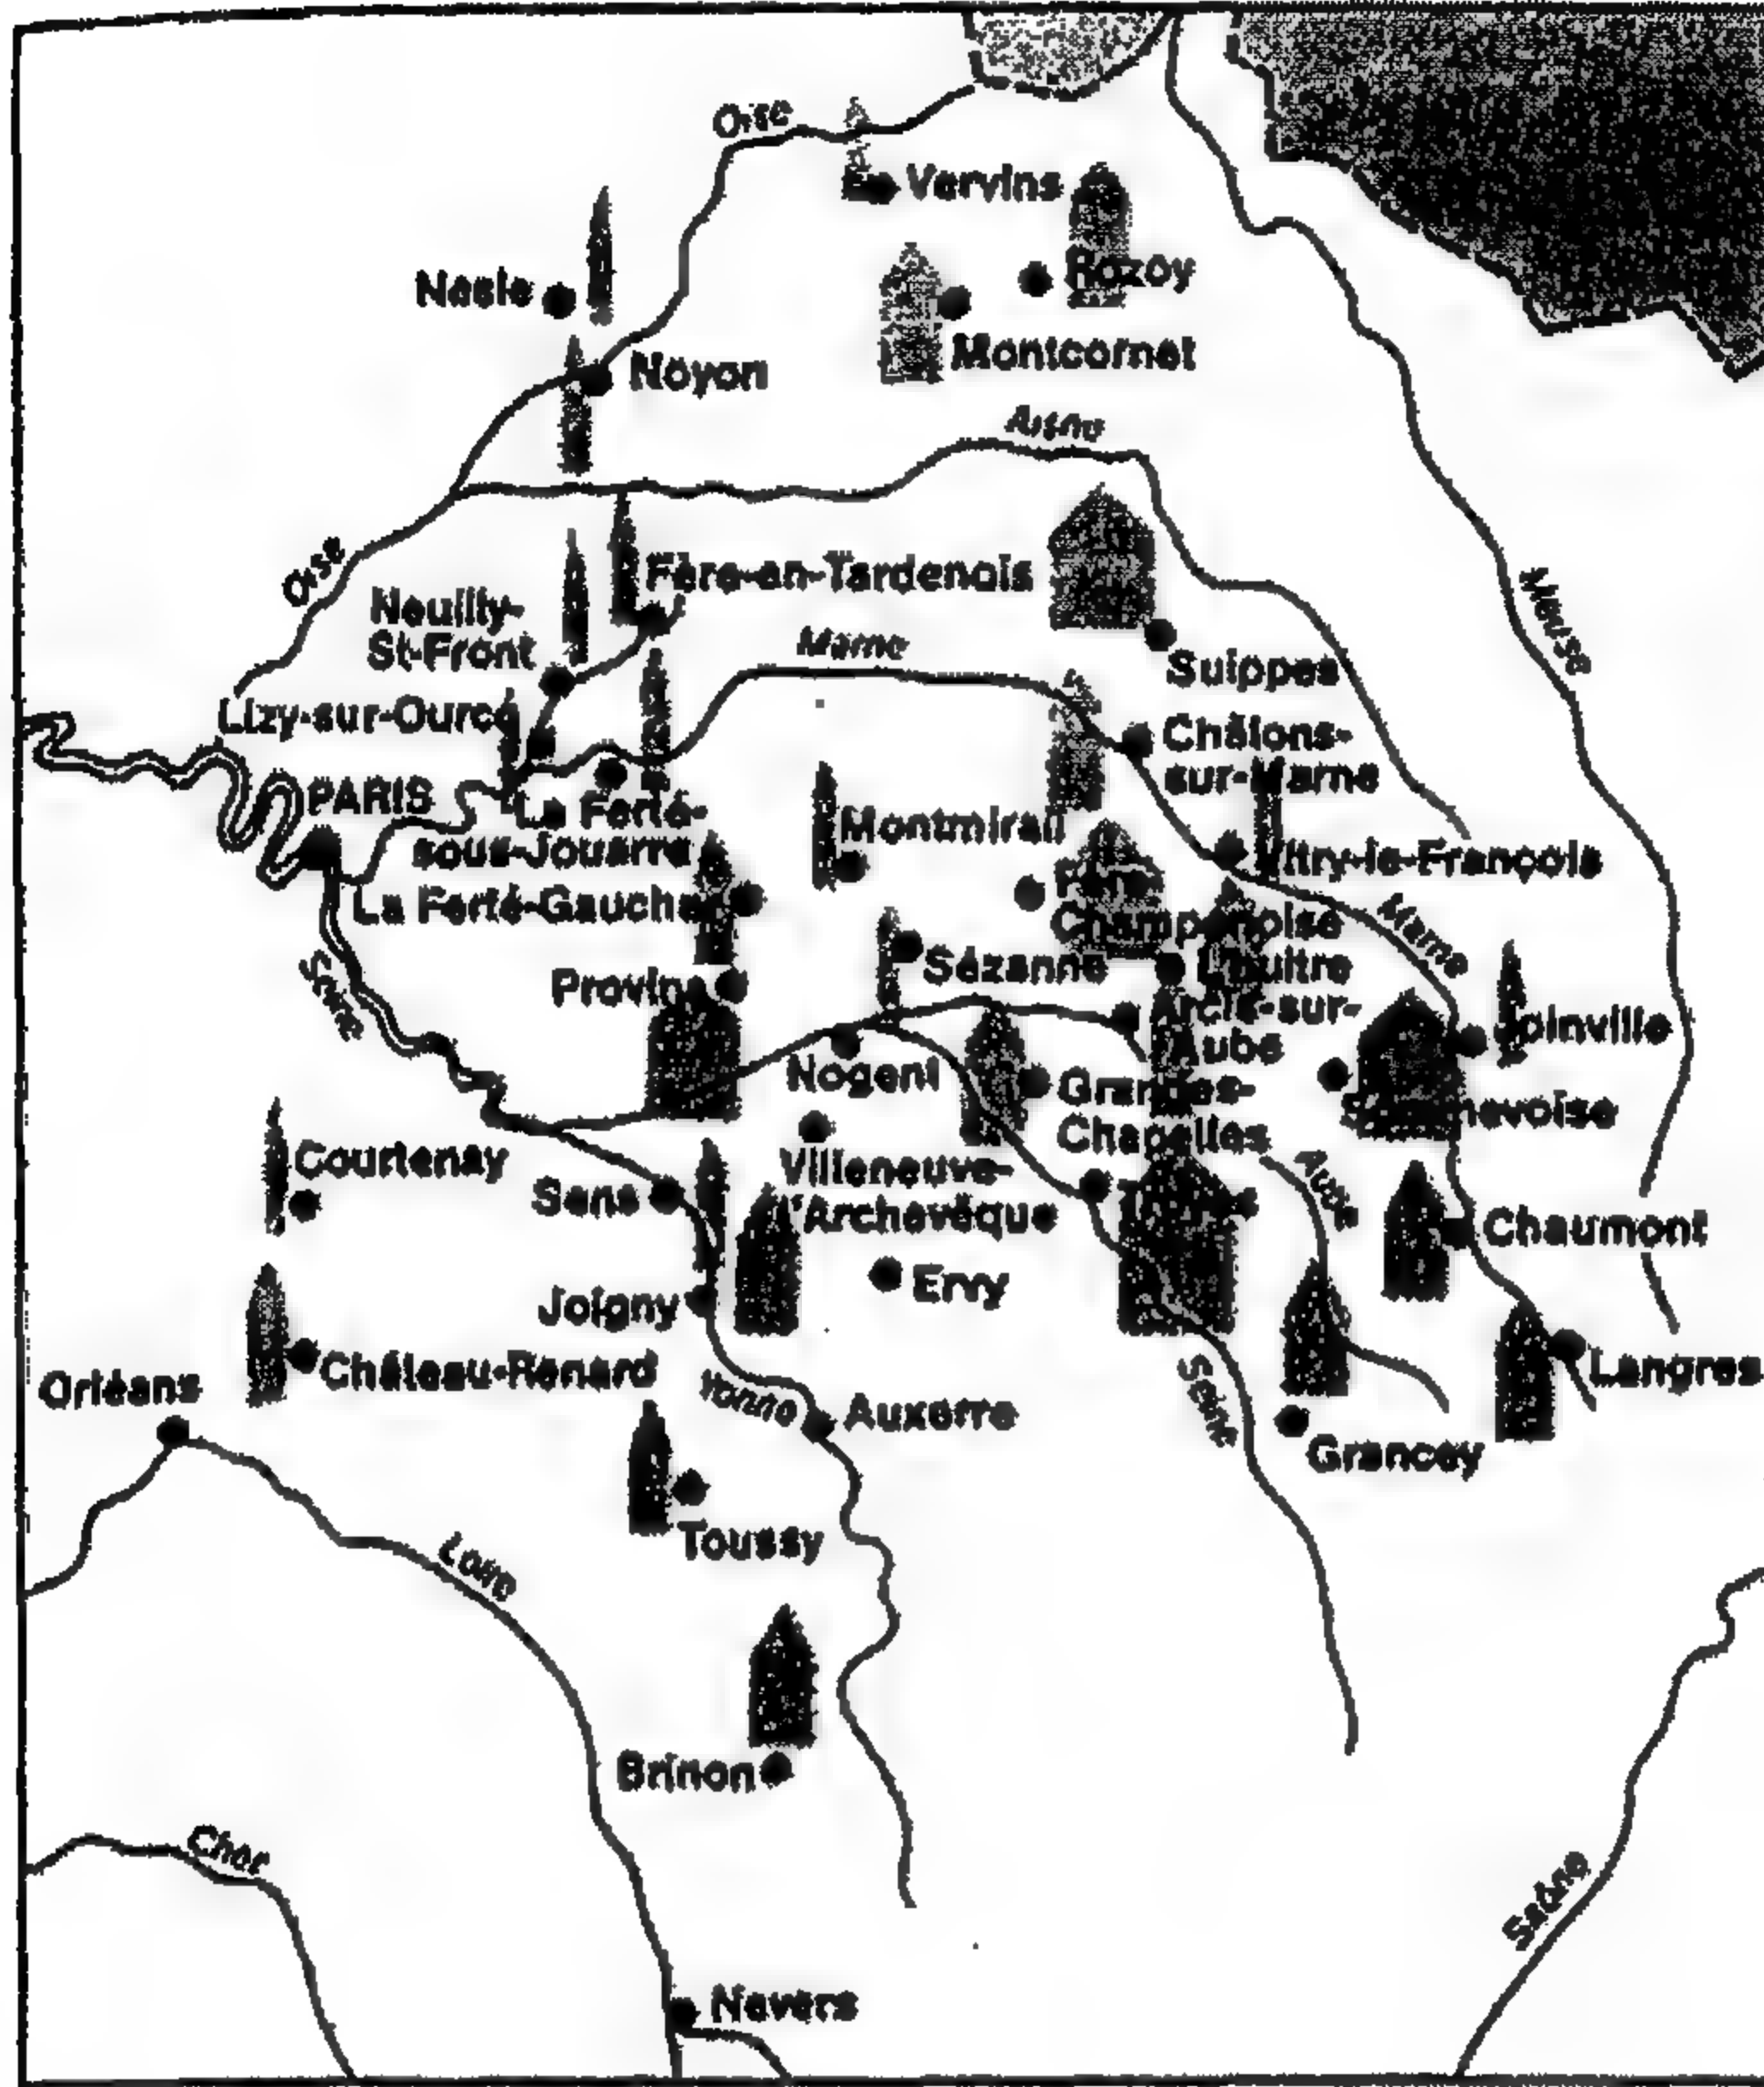 Oise
Vervins
Nesle
Rozoy
Montcornet
Noyon
Aisne
Oise
Fère-en-Tardenois
Neuilly-
St-Front
Meuse
Marne
Suippes
Lizy-sur-Ourcq
Châlons-
sur-Marne
PARIS
La Ferté-
sous-Jouarre
Montmirail
Vitry-le-François
La Ferté-Gaucher
Champenoise
Marne
Sézanne
Lhuitre
Provins
Seine
Arcis-sur-
Aube
Joinville
Nogent
Grandes-
Chapelles
Courtenay
Villeneuve-
l'Archevêque
Sens
Aube
Chaumont
Ervy
Joigny
Château-Renard
Langres
Orléans
Yonne
Auxerre
Seine
Grancey
Toussy
Loire
Brinon
Cher
Saône
Nevers